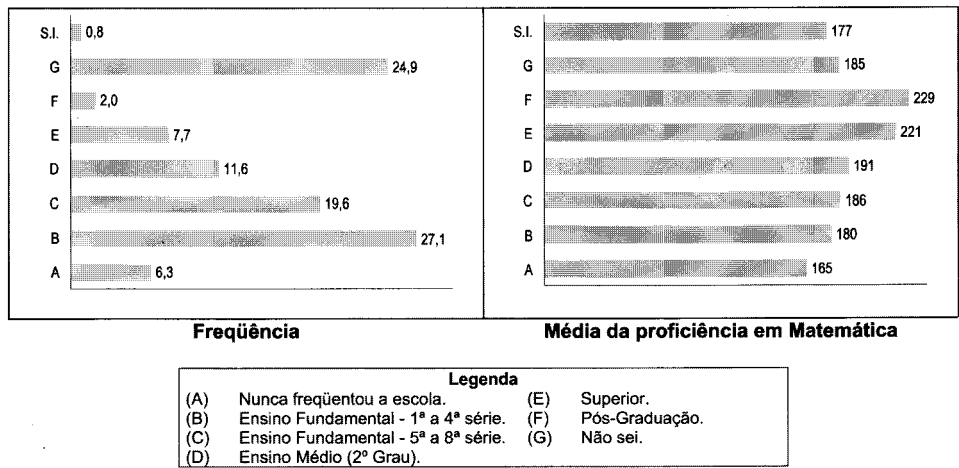 S.I. 0,8
G 24,9
F 2,0
E 7,7
D 11,6
C 19,6
B 27,1
A 6,3
Freqüência
S.I. 177
G 185
F 229
E 221
D 191
C 186
B 180
A 165
Média da proficiência em Matemática
Legenda
(A) Nunca freqüentou a escola.
(B) Ensino Fundamental - 1ª a 4ª série.
(C) Ensino Fundamental - 5ª a 8ª série.
(D) Ensino Médio (2º Grau).
(E) Superior.
(F) Pós-Graduação.
(G) Não sei.